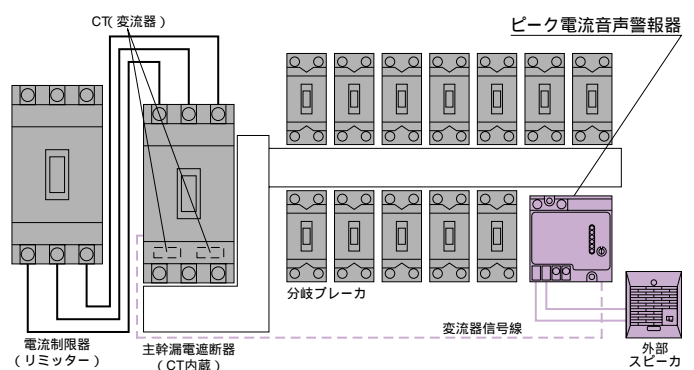 CT(変流器)
ピーク電流音声警報器
分岐ブレーカ
変流器信号線
電流制限器
(リミッター)
主幹漏電遮断器
(CT内蔵)
外部
スピーカ